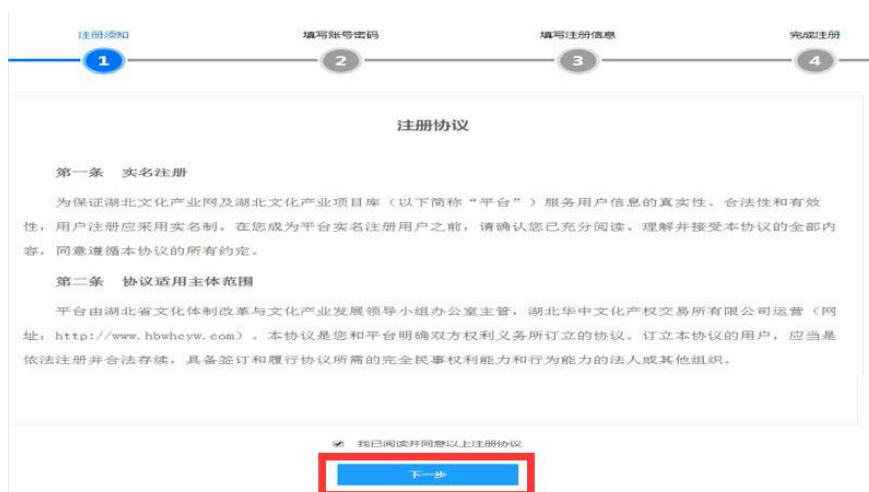 注册须知 填写账号密码 填写注册信息 完成注册
1 2 3 4
注册协议
第一条 实名注册
为保证湖北文化产业网及湖北文化产业项目库（以下简称“平台”）服务用户信息的真实性、合法性和有效
性，用户注册应采用实名制。在您成为平台实名注册用户之前，请确认您已充分阅读、理解并接受本协议的全部内
容，同意遵循本协议的所有约定。
第二条 协议适用主体范围
平台由湖北省文化体制改革与文化产业发展领导小组办公室主管，湖北华中文化产权交易所有限公司运营（网
址：http://www.hbwhcyw.com）。本协议是您和平台明确双方权利义务所订立的协议。订立本协议的用户，应当是
依法注册并合法存续，具备签订和履行协议所需的完全民事权利能力和行为能力的法人或其他组织。
我已阅读并同意以上注册协议
下一步